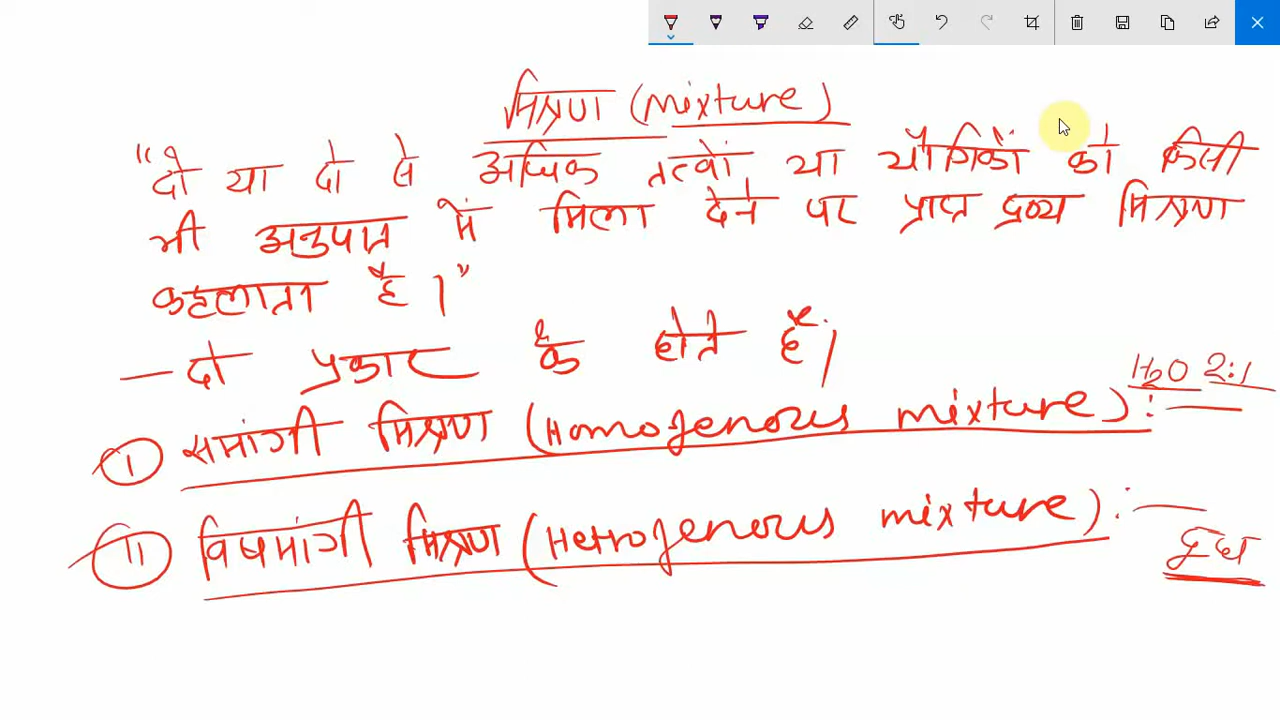 मिश्रण (Mixture)
"दो या दो से अधिक तत्वों या यौगिकों को किसी
भी अनुपात में मिला देने पर प्राप्त द्रव्य मिश्रण
कहलाता है।"
— दो प्रकार के होते हैं।
H2O 2:1
I समांगी मिश्रण (Homogenous mixture) :—
II विषमांगी मिश्रण (Hetrogenous mixture) :—
दूध